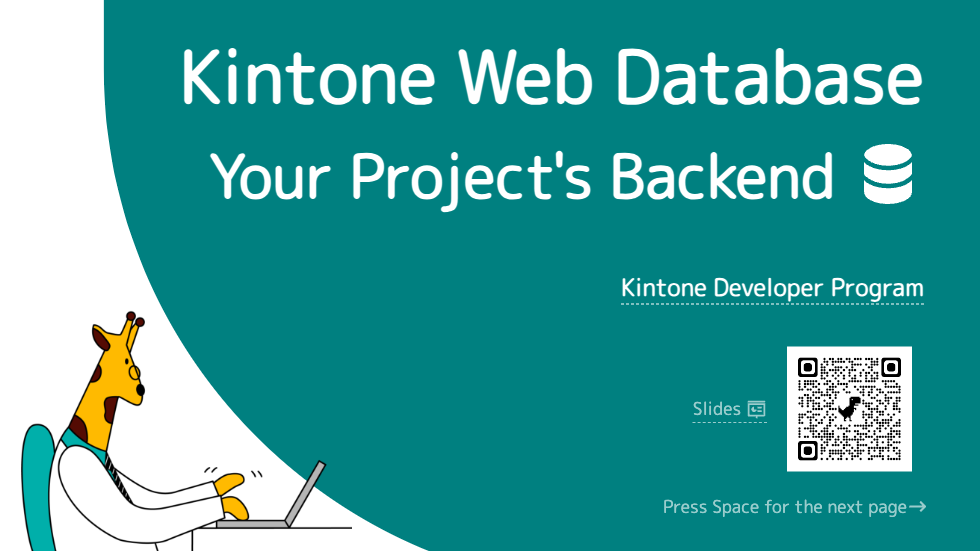 Kintone Web Database
Your Project's Backend
Kintone Developer Program
Slides
Press Space for the next page→